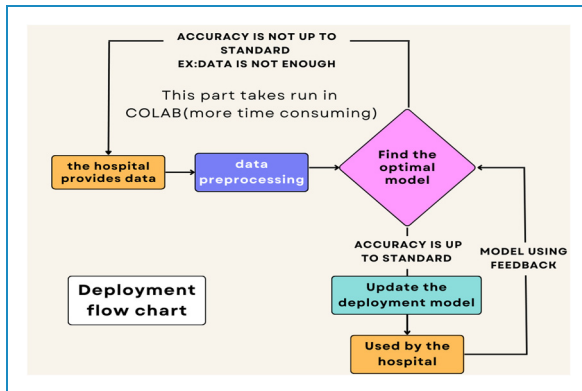 ACCURACY IS NOT UP TO
STANDARD
EX:DATA IS NOT ENOUGH
This part takes run in
COLAB(more time consuming)
the hospital
provides data
data
preprocessing
Find the
optimal
model
ACCURACY IS UP
TO STANDARD
MODEL USING
FEEDBACK
Update the
deployment model
Deployment
flow chart
Used by the
hospital